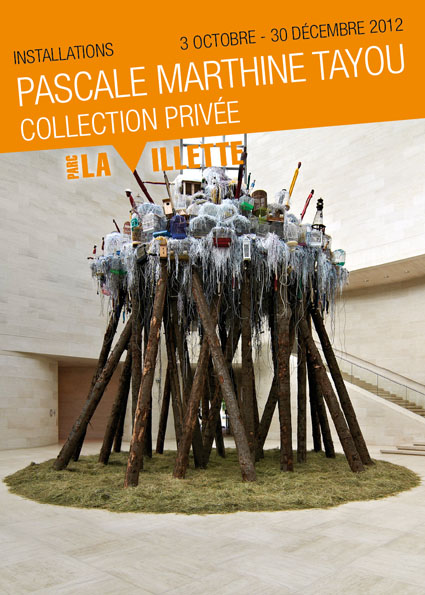 INSTALLATIONS 3 OCTOBRE - 30 DÉCEMBRE 2012
PASCALE MARTHINE TAYOU
COLLECTION PRIVÉE
PARC LA VILLETTE